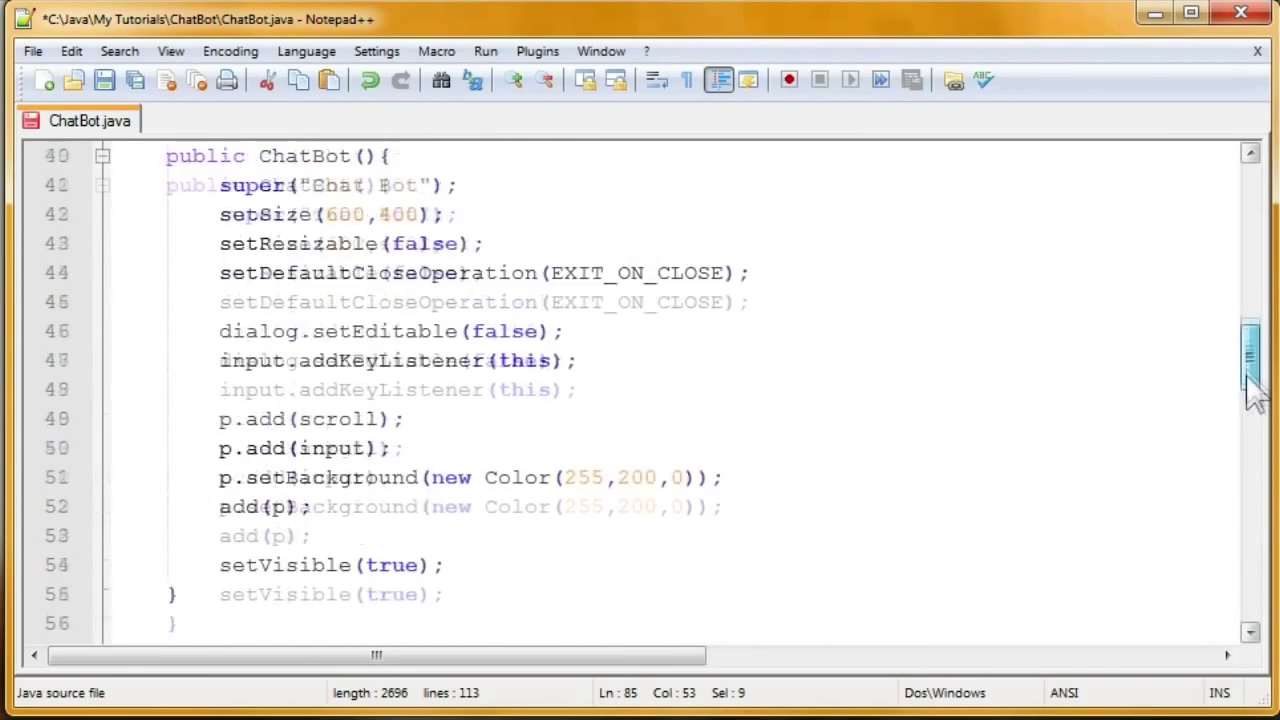 *C:\Java\My Tutorials\ChatBot\ChatBot.java - Notepad++
File Edit Search View Encoding Language Settings Macro Run Plugins Window ? X
ChatBot.java
40 public ChatBot(){
41 super("Chat Bot");
42 setSize(600,400);
43 setResizable(false);
44 setDefaultCloseOperation(EXIT_ON_CLOSE);
45 setDefaultCloseOperation(EXIT_ON_CLOSE);
46 dialog.setEditable(false);
47 input.addKeyListener(this);
48 input.addKeyListener(this);
49 p.add(scroll);
50 p.add(input);
51 p.setBackground(new Color(255,200,0));
52 add(p);
53 add(p);
54 setVisible(true);
55 } setVisible(true);
56 }
Java source file length : 2696 lines : 113 Ln : 85 Col : 53 Sel : 9 Dos\Windows ANSI INS